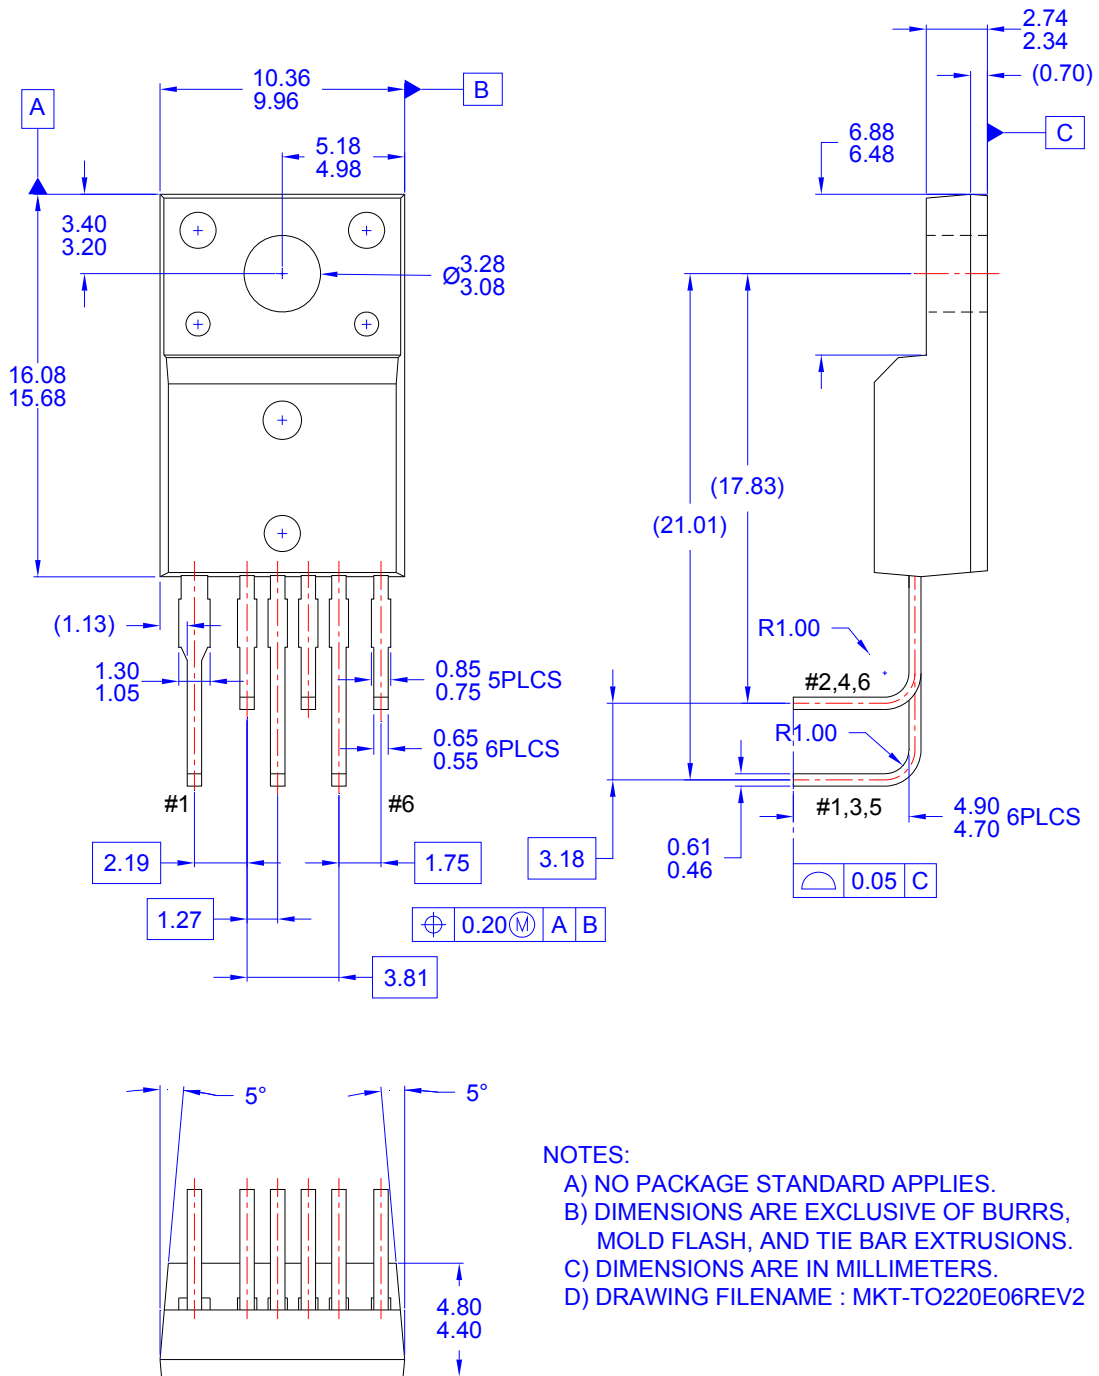 2.74
2.34
(0.70)
10.36
9.96
B
A
C
5.18
4.98
6.88
6.48
3.40
3.20
Ø3.28
3.08
16.08
15.68
(17.83)
(21.01)
(1.13)
R1.00
1.30
1.05
0.85
0.75 5PLCS
#2,4,6
0.65
0.55 6PLCS
R1.00
#1
#6
#1,3,5
4.90
4.70 6PLCS
2.19
1.75
3.18
0.61
0.46
0.05 C
1.27
⌖ 0.20Ⓜ A B
3.81
5°
5°
NOTES:
A) NO PACKAGE STANDARD APPLIES.
B) DIMENSIONS ARE EXCLUSIVE OF BURRS,
MOLD FLASH, AND TIE BAR EXTRUSIONS.
C) DIMENSIONS ARE IN MILLIMETERS.
D) DRAWING FILENAME : MKT-TO220E06REV2
4.80
4.40